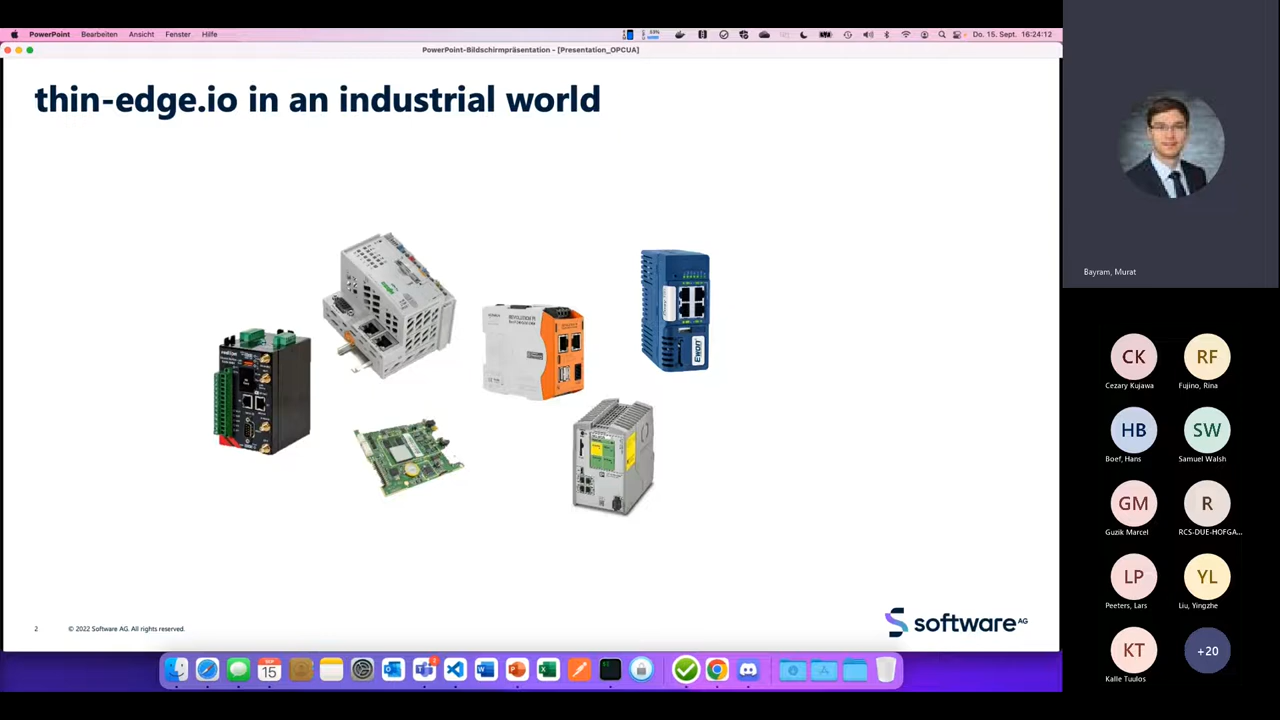 PowerPoint Bearbeiten Ansicht Fenster Hilfe
Do. 15. Sept. 16:24:12
PowerPoint-Bildschirmpräsentation - [Presentation_OPCUA]
thin-edge.io in an industrial world
Ewon
2 © 2022 Software AG. All rights reserved.
software AG
SEP
15
Bayram, Murat
CK
Cezary Kujawa
RF
Fujino, Rina
HB
Boef, Hans
SW
Samuel Walsh
GM
Guzik Marcel
R
RCS-DUE-HOFGA...
LP
Peeters, Lars
YL
Liu, Yingzhe
KT
Kalle Tuulos
+20